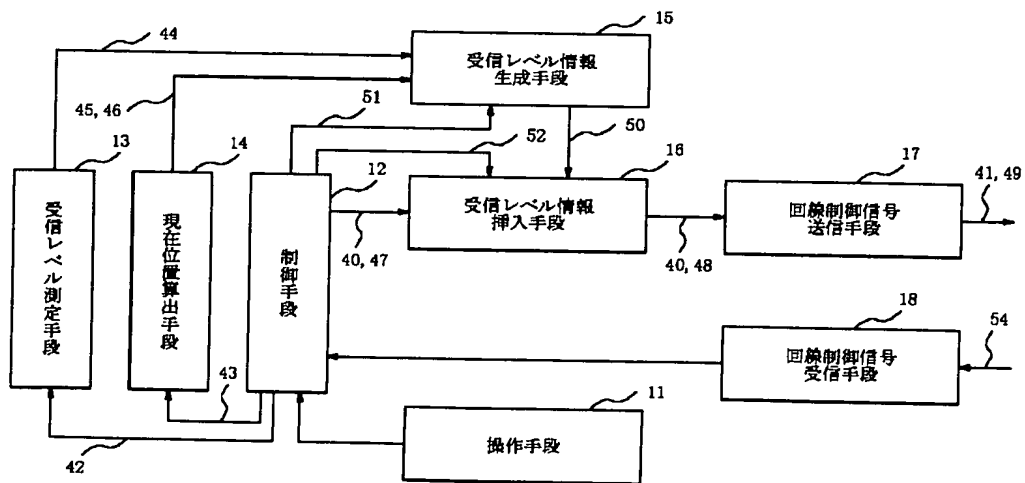 44
15
受信レベル情報
生成手段
45, 46
51
50
13
14
52
12
16
17
41, 49
受信レベル測定手段
現在位置算出手段
制御手段
受信レベル情報
挿入手段
回線制御信号
送信手段
40, 47
40, 48
18
54
回線制御信号
受信手段
43
11
42
操作手段